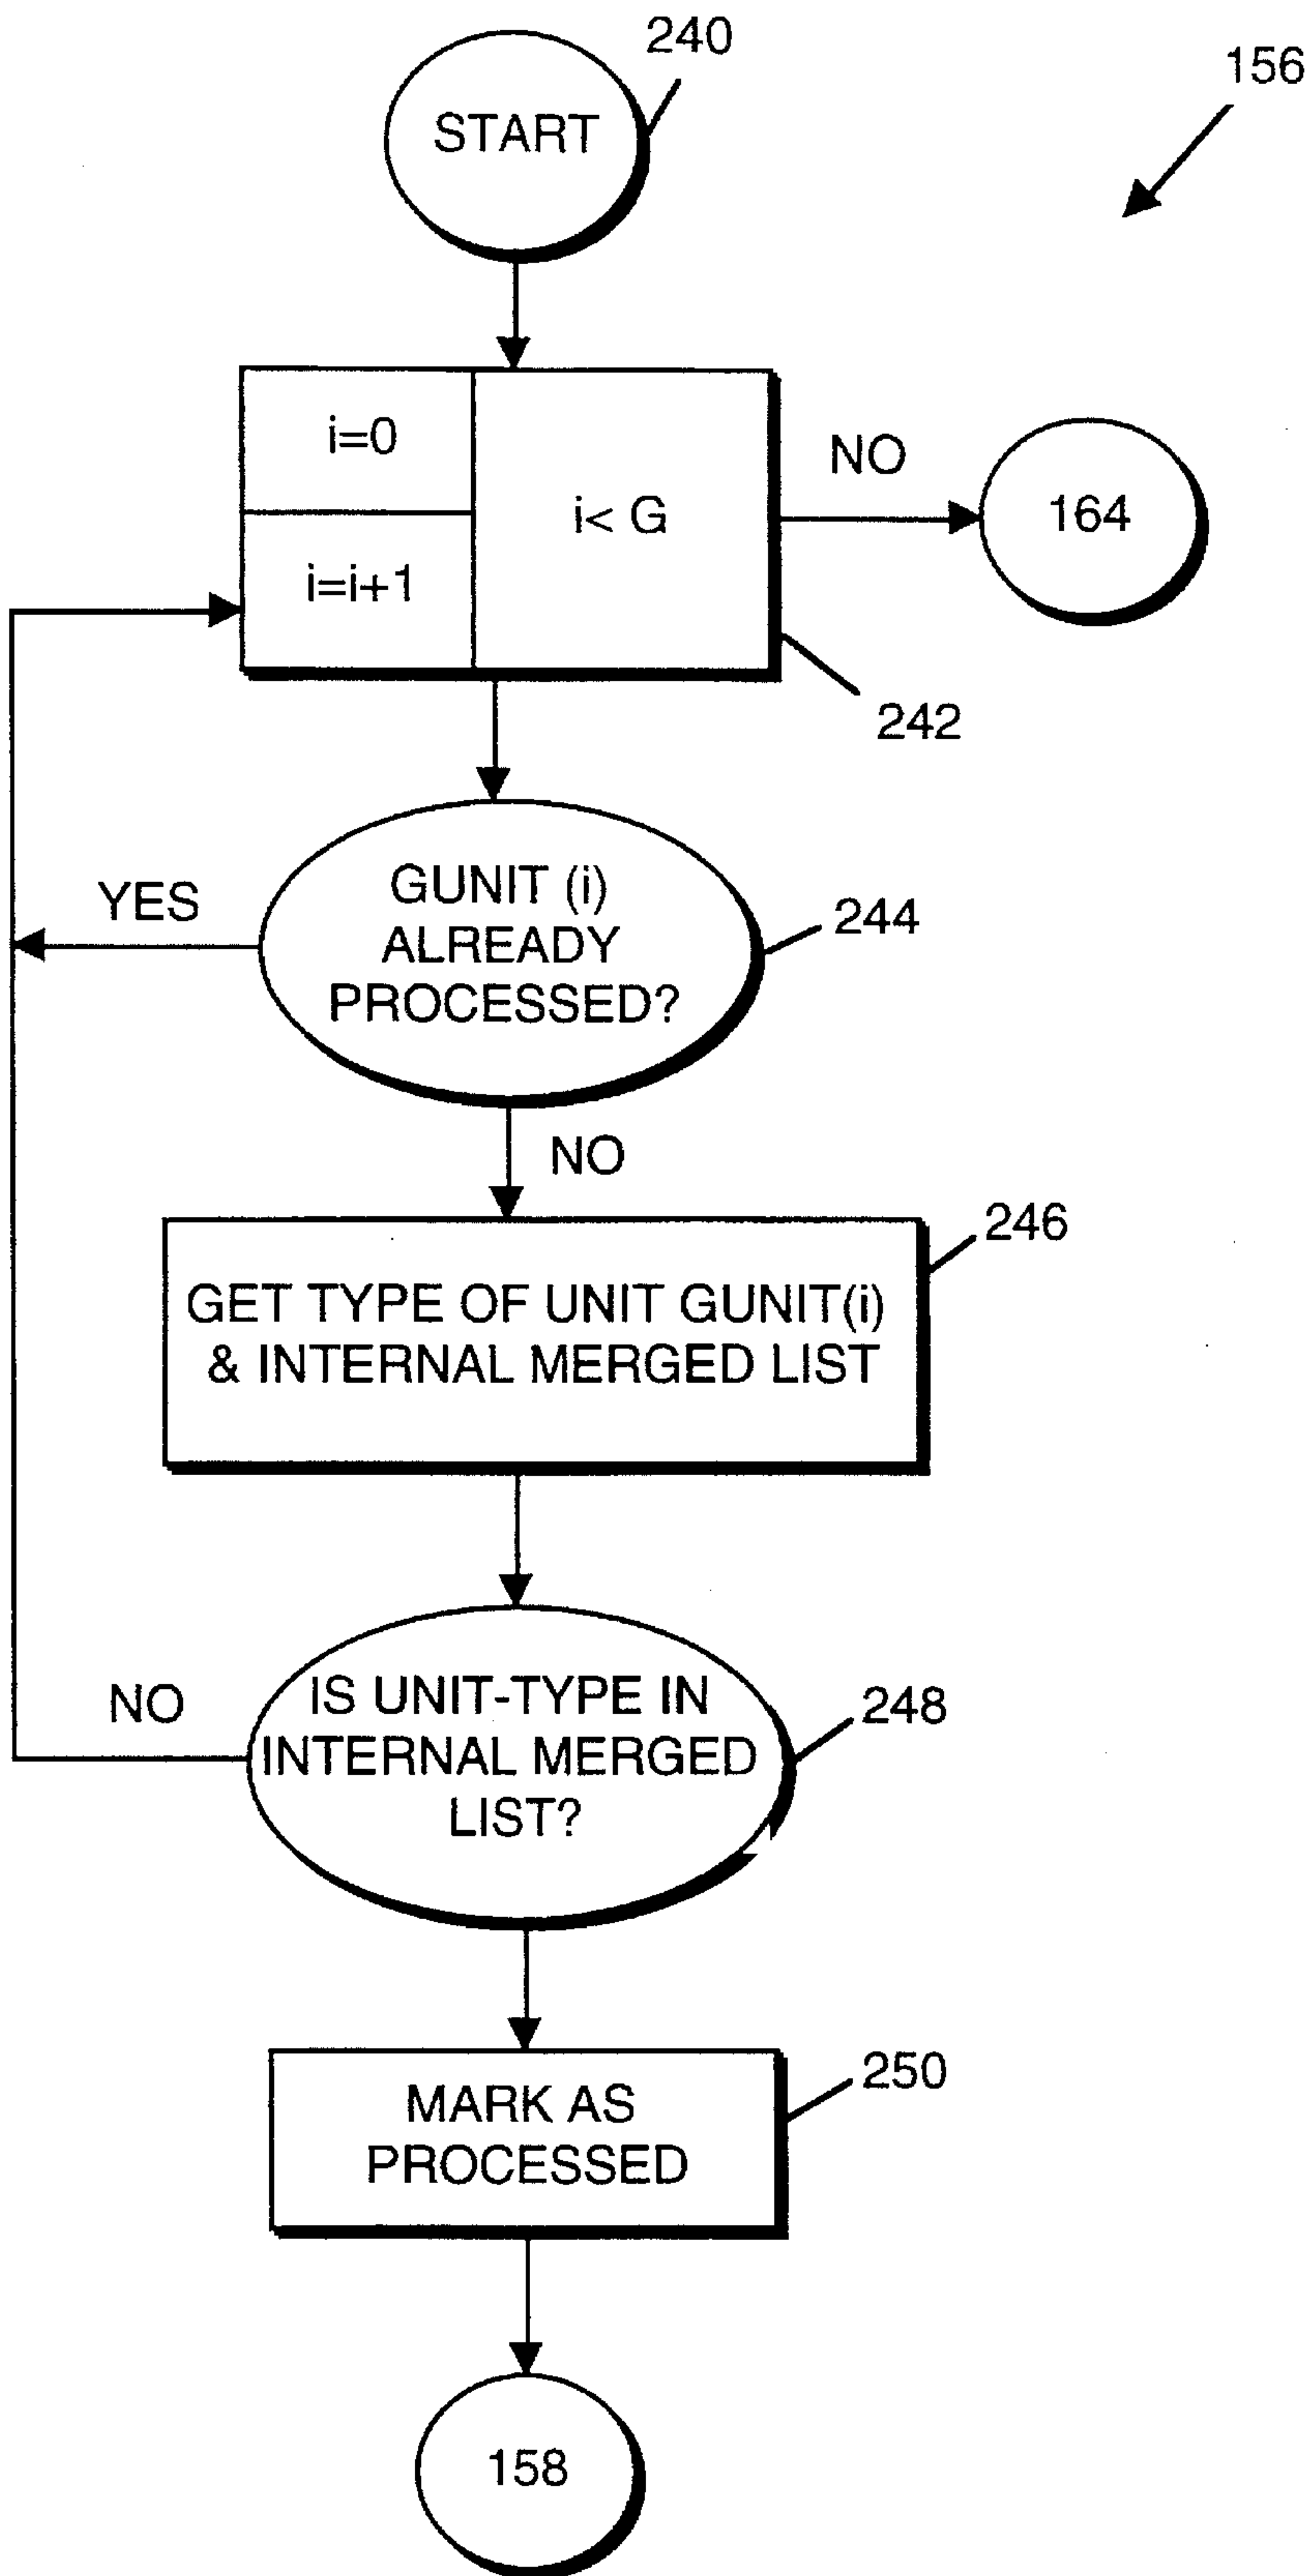 240
156
START
i=0
i< G
NO
164
i=i+1
242
YES
GUNIT (i)
ALREADY
PROCESSED?
244
NO
246
GET TYPE OF UNIT GUNIT(i)
& INTERNAL MERGED LIST
NO
IS UNIT-TYPE IN
INTERNAL MERGED
LIST?
248
250
MARK AS
PROCESSED
158